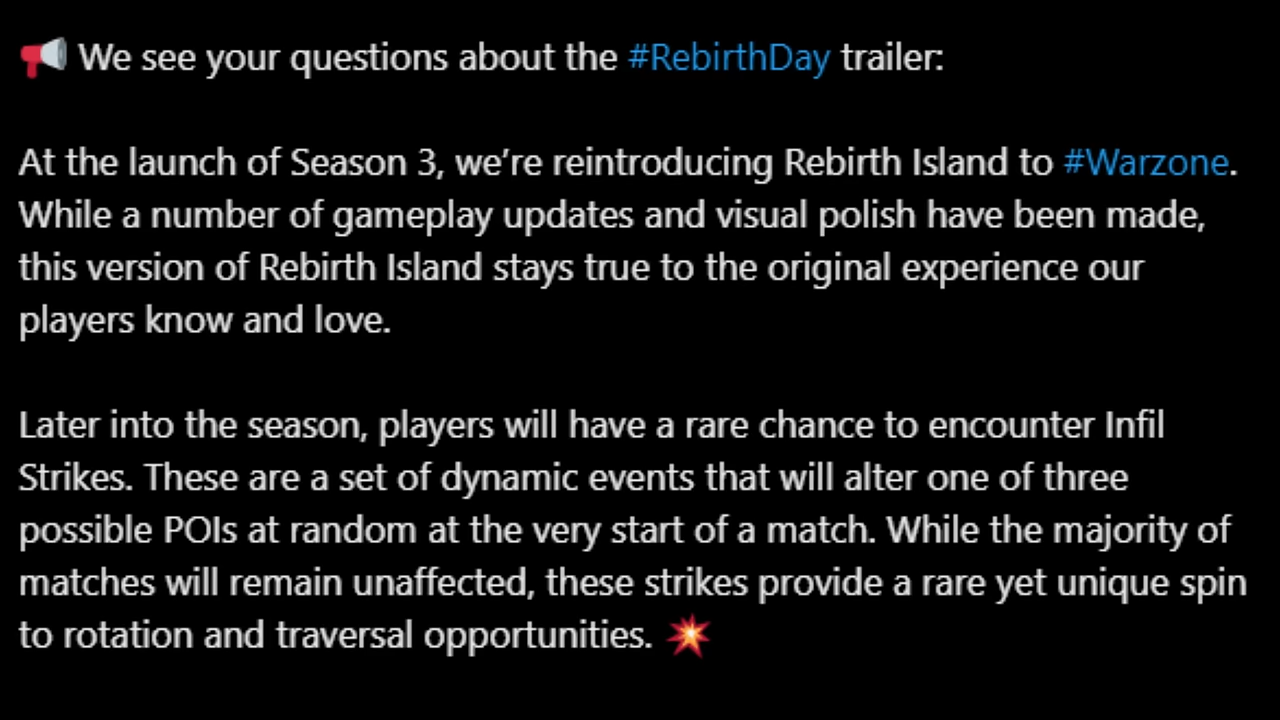 📢 We see your questions about the #RebirthDay trailer:
At the launch of Season 3, we’re reintroducing Rebirth Island to #Warzone.
While a number of gameplay updates and visual polish have been made,
this version of Rebirth Island stays true to the original experience our
players know and love.
Later into the season, players will have a rare chance to encounter Infil
Strikes. These are a set of dynamic events that will alter one of three
possible POIs at random at the very start of a match. While the majority of
matches will remain unaffected, these strikes provide a rare yet unique spin
to rotation and traversal opportunities. 💥